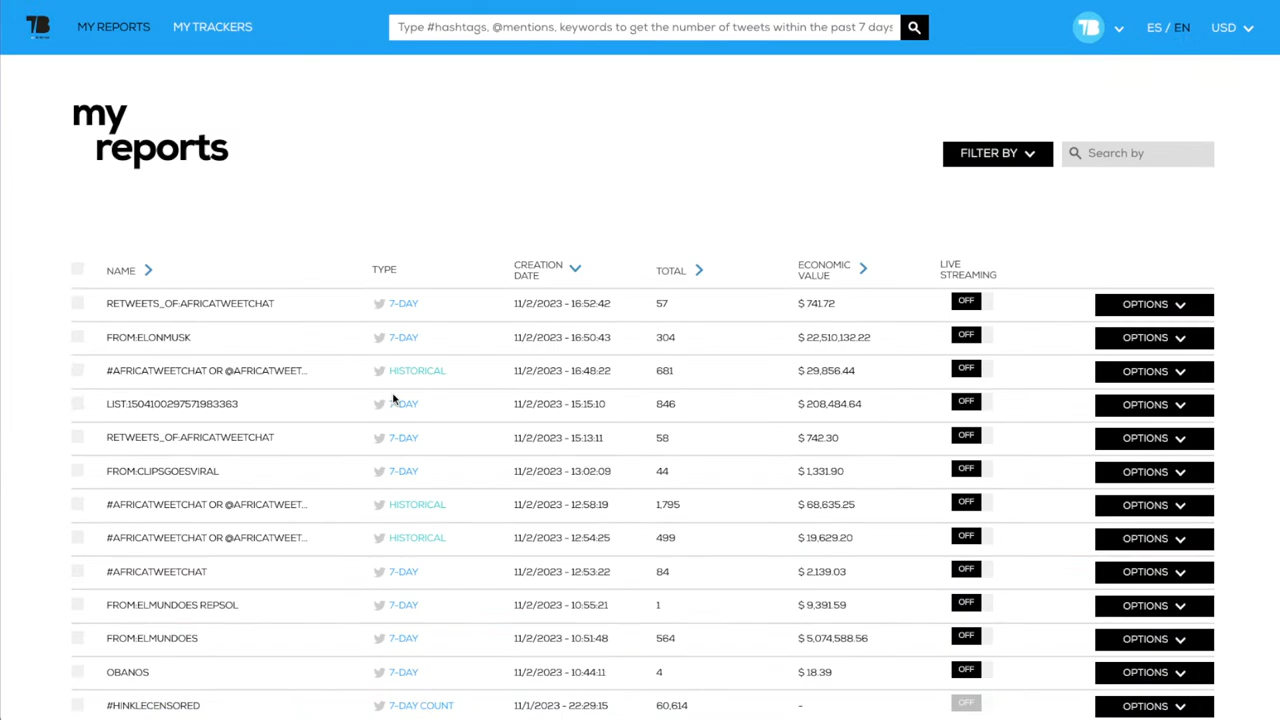 TB MY REPORTS MY TRACKERS Type #hashtags, @mentions, keywords to get the number of tweets within the past 7 days TB ES / EN USD
my
reports
FILTER BY Search by
NAME TYPE CREATION DATE TOTAL ECONOMIC VALUE LIVE STREAMING
RETWEETS_OF:AFRICATWEETCHAT 7-DAY 11/2/2023 - 16:52:42 57 $ 741.72 OFF OPTIONS
FROM:ELONMUSK 7-DAY 11/2/2023 - 16:50:43 304 $ 22,510,132.22 OFF OPTIONS
#AFRICATWEETCHAT OR @AFRICATWEET... HISTORICAL 11/2/2023 - 16:48:22 681 $ 29,856.44 OFF OPTIONS
LIST:1504100297571983363 7-DAY 11/2/2023 - 15:15:10 846 $ 208,484.64 OFF OPTIONS
RETWEETS_OF:AFRICATWEETCHAT 7-DAY 11/2/2023 - 15:13:11 58 $ 742.30 OFF OPTIONS
FROM:CLIPSGOESVIRAL 7-DAY 11/2/2023 - 13:02:09 44 $ 1,331.90 OFF OPTIONS
#AFRICATWEETCHAT OR @AFRICATWEET... HISTORICAL 11/2/2023 - 12:58:19 1,795 $ 68,635.25 OFF OPTIONS
#AFRICATWEETCHAT OR @AFRICATWEET... HISTORICAL 11/2/2023 - 12:54:25 499 $ 19,629.20 OFF OPTIONS
#AFRICATWEETCHAT 7-DAY 11/2/2023 - 12:53:22 84 $ 2,139.03 OFF OPTIONS
FROM:ELMUNDOES REPSOL 7-DAY 11/2/2023 - 10:55:21 1 $ 9,391.59 OFF OPTIONS
FROM:ELMUNDOES 7-DAY 11/2/2023 - 10:51:48 564 $ 5,074,588.56 OFF OPTIONS
OBANOS 7-DAY 11/2/2023 - 10:44:11 4 $ 18.39 OFF OPTIONS
#HINKLECENSORED 7-DAY COUNT 11/1/2023 - 22:29:15 60,614 - OFF OPTIONS